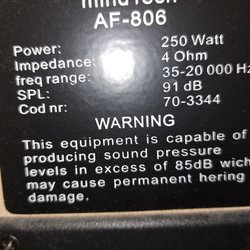 AF-806
Power: 250 Watt
Impedance: 4 Ohm
freq range: 35-20 000 Hz
SPL: 91 dB
Cod nr: 70-3344
WARNING
This equipment is capable of
producing sound pressure
levels in excess of 85dB wich
may cause permanent hering
damage.